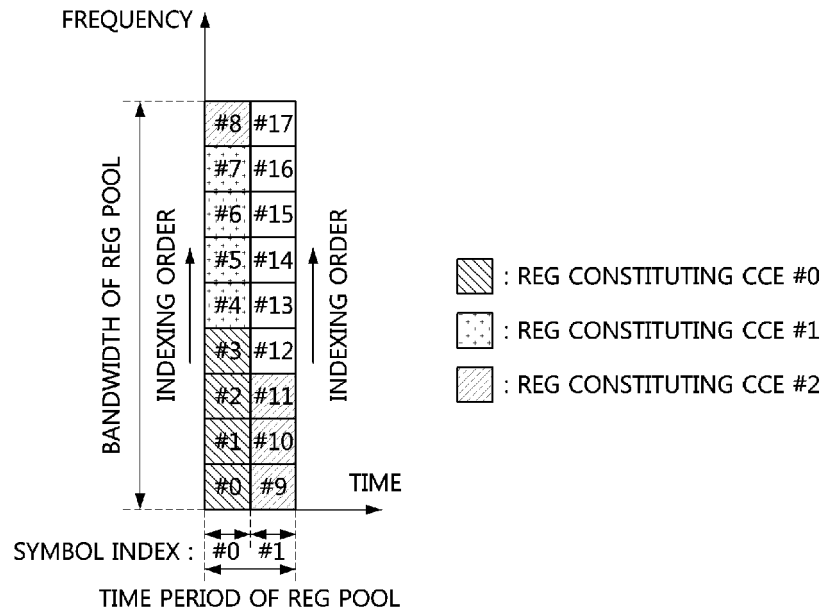 FREQUENCY
#8 #17
#7 #16
#6 #15
#5 #14
#4 #13
#3 #12
#2 #11
#1 #10
#0 #9
BANDWIDTH OF REG POOL
INDEXING ORDER
INDEXING ORDER
TIME
SYMBOL INDEX : #0 #1
TIME PERIOD OF REG POOL
: REG CONSTITUTING CCE #0
: REG CONSTITUTING CCE #1
: REG CONSTITUTING CCE #2